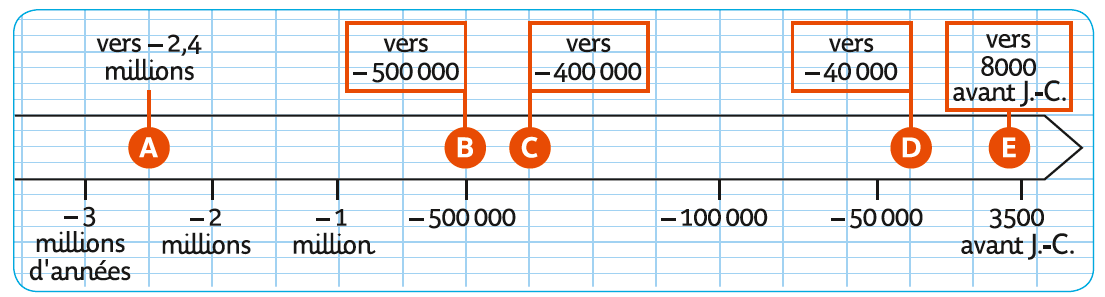 vers – 2,4
millions
vers
– 500 000
vers
– 400 000
vers
– 40 000
vers
8000
avant J.-C.
A
B
C
D
E
– 3
millions
d'années
– 2
millions
– 1
million
– 500 000
– 100 000
– 50 000
3500
avant J.-C.